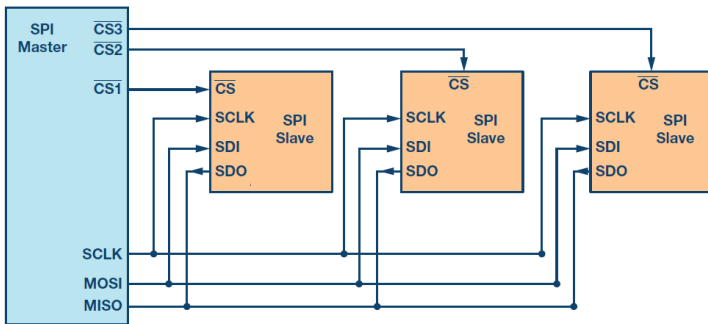 SPI
Master
CS3
CS2
CS1
SCLK
MOSI
MISO
CS
SCLK
SDI
SDO
SPI
Slave
CS
SCLK
SDI
SDO
SPI
Slave
CS
SCLK
SDI
SDO
SPI
Slave